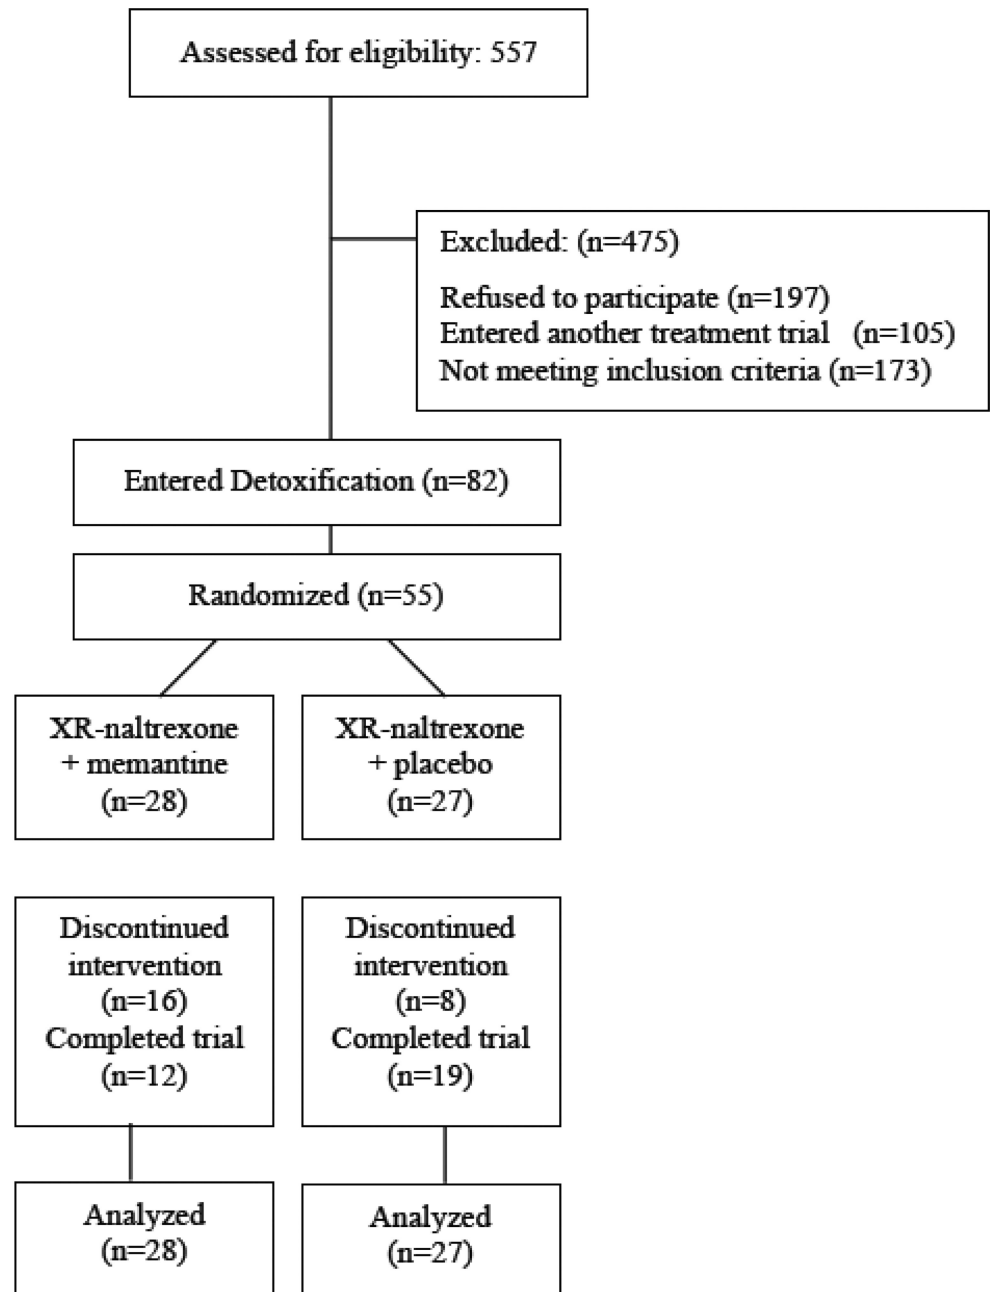 Assessed for eligibility: 557
Excluded: (n=475)
Refused to participate (n=197)
Entered another treatment trial (n=105)
Not meeting inclusion criteria (n=173)
Entered Detoxification (n=82)
Randomized (n=55)
XR-naltrexone
+ memantine
(n=28)
XR-naltrexone
+ placebo
(n=27)
Discontinued
intervention
(n=16)
Completed trial
(n=12)
Discontinued
intervention
(n=8)
Completed trial
(n=19)
Analyzed
(n=28)
Analyzed
(n=27)